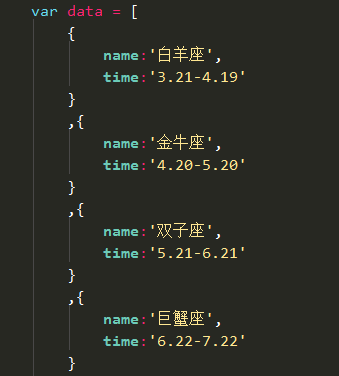 var data = [
{
name:'白羊座',
time:'3.21-4.19'
}
,{
name:'金牛座',
time:'4.20-5.20'
}
,{
name:'双子座',
time:'5.21-6.21'
}
,{
name:'巨蟹座',
time:'6.22-7.22'
}